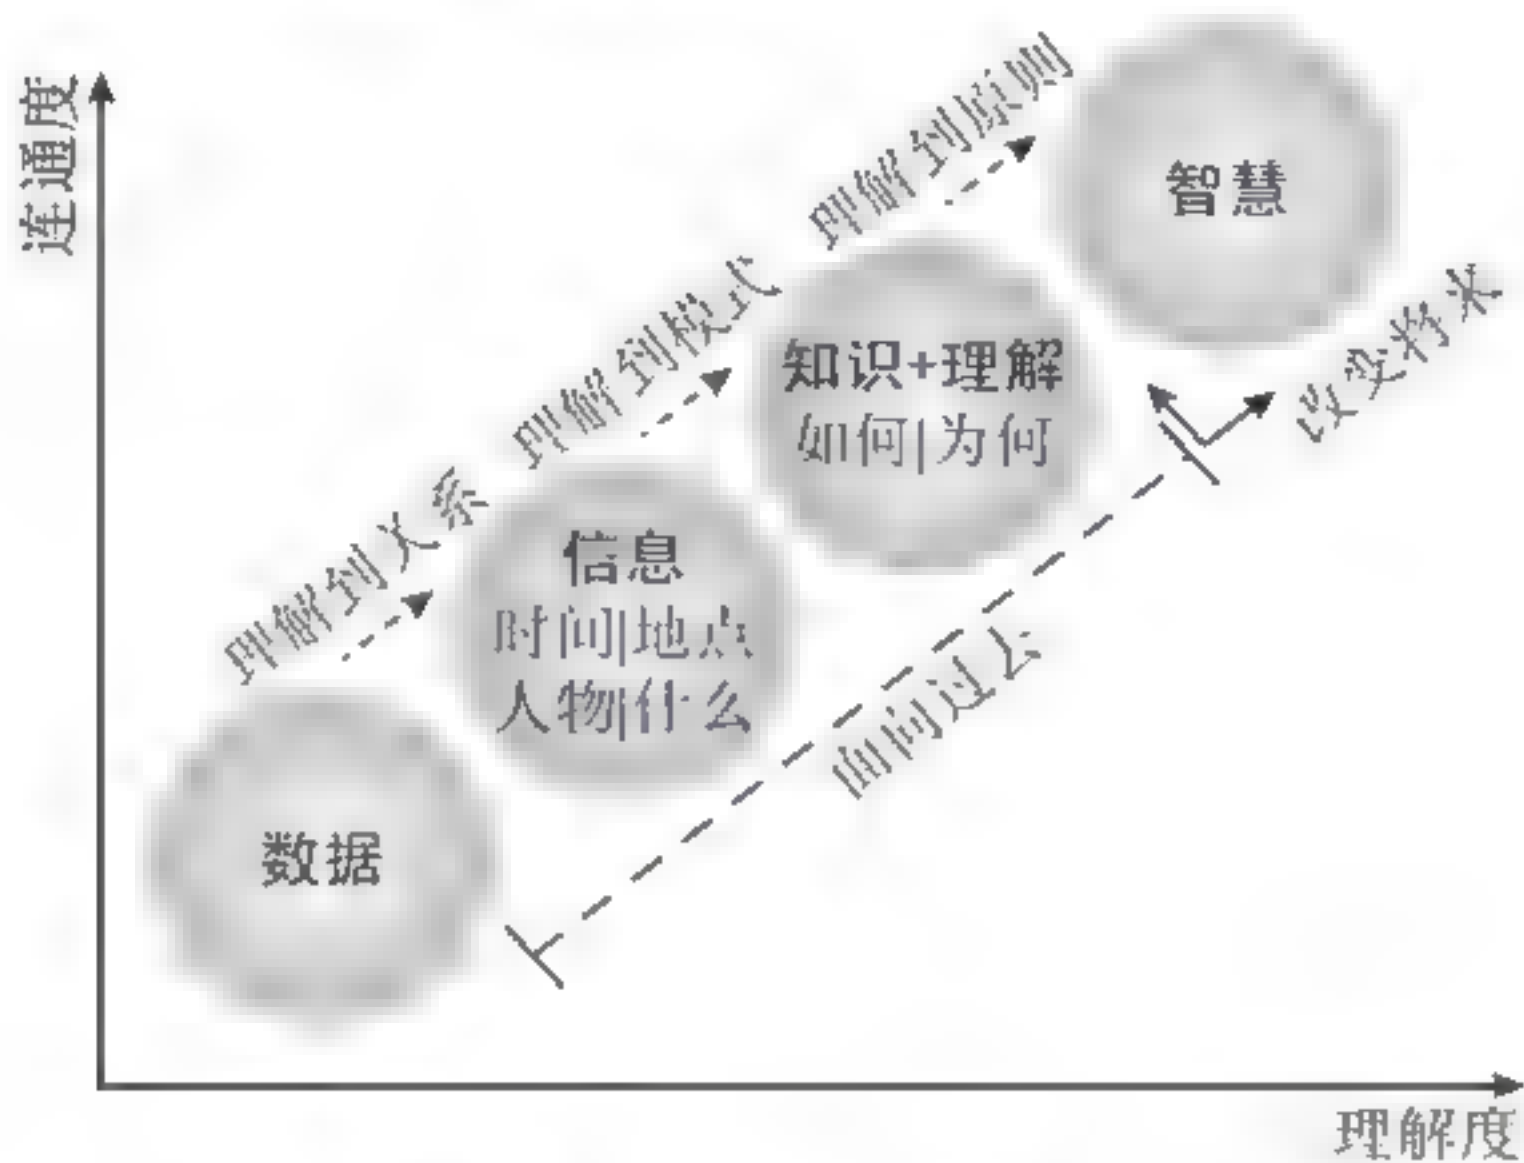 连通度
理解到原则
智慧
理解到模式
知识+理解
如何|为何
改变将来
理解到关系
信息
时间|地点
人物|什么
面向过去
数据
理解度